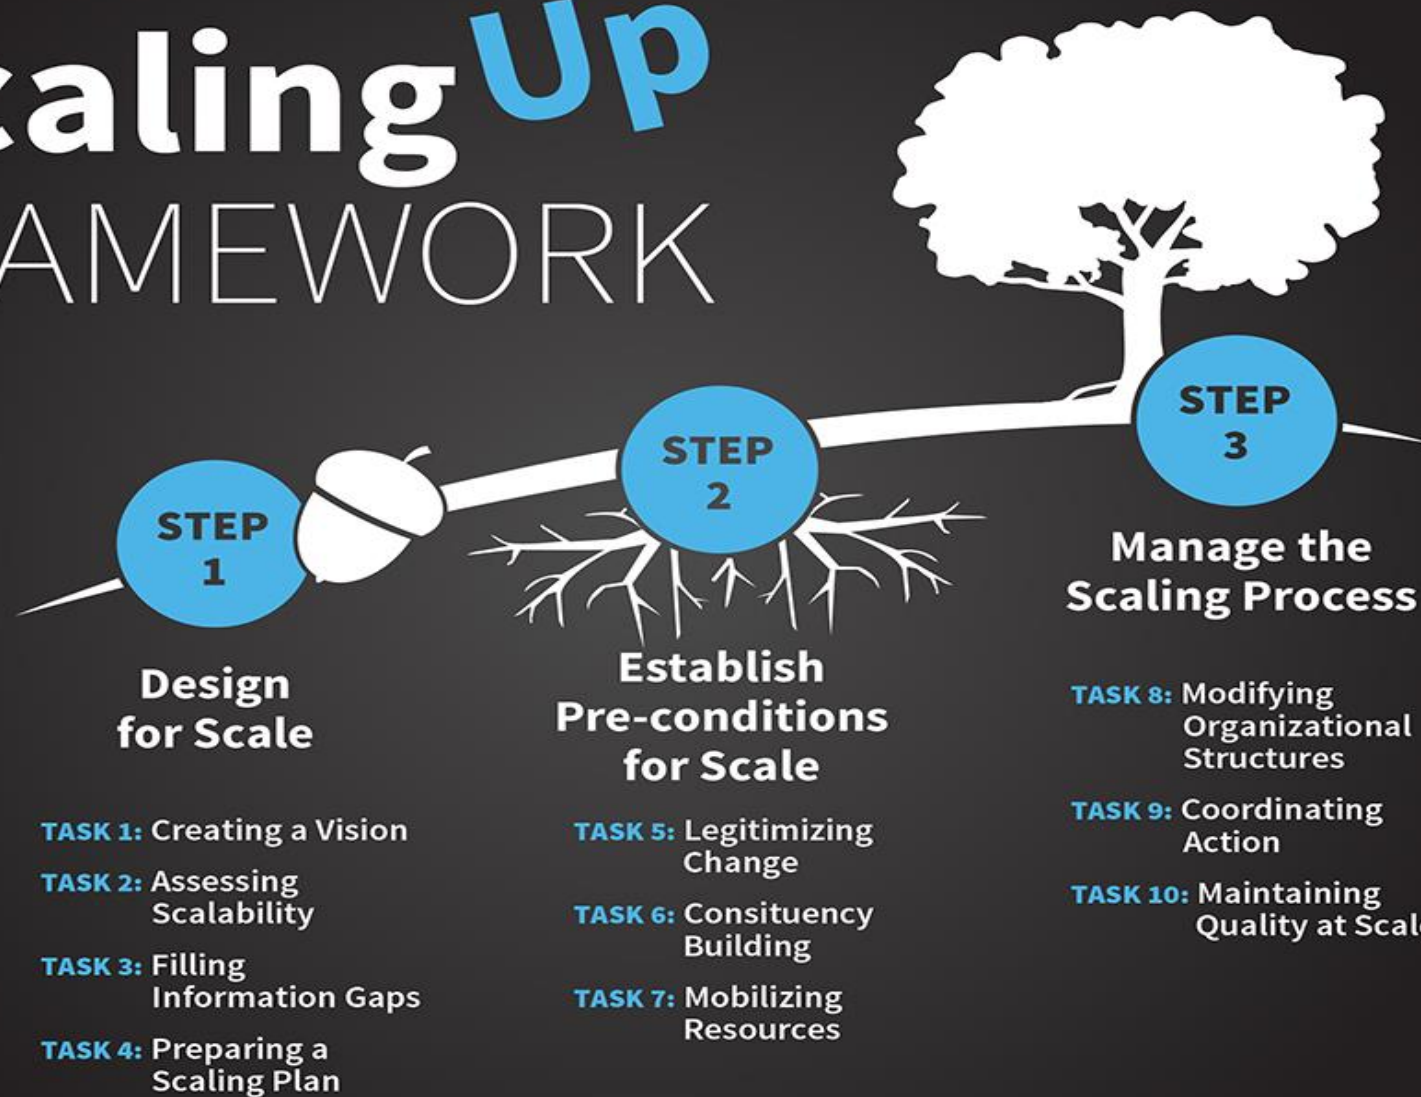 caling Up
AMEWORK
STEP
1
Design
for Scale
TASK 1: Creating a Vision
TASK 2: Assessing
Scalability
TASK 3: Filling
Information Gaps
TASK 4: Preparing a
Scaling Plan
STEP
2
Establish
Pre-conditions
for Scale
TASK 5: Legitimizing
Change
TASK 6: Consituency
Building
TASK 7: Mobilizing
Resources
STEP
3
Manage the
Scaling Process
TASK 8: Modifying
Organizational
Structures
TASK 9: Coordinating
Action
TASK 10: Maintaining
Quality at Scale